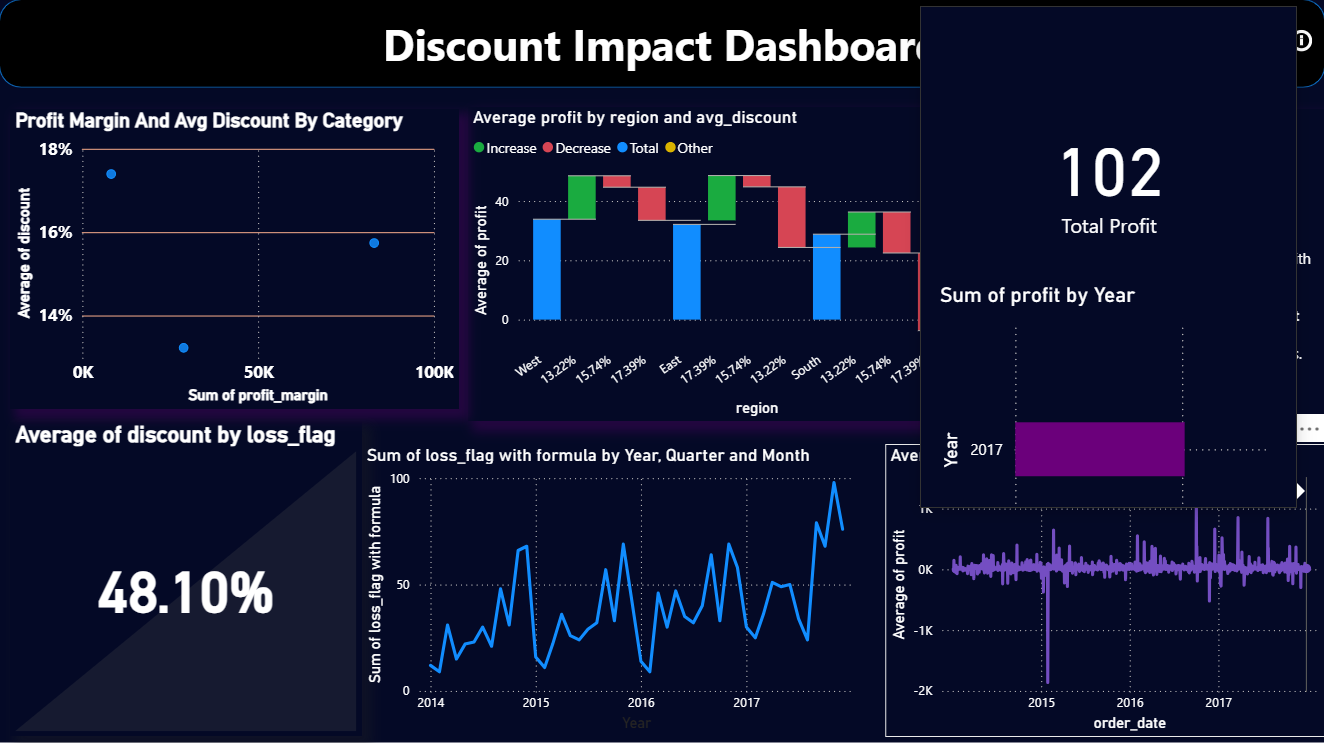 Discount Impact Dashboard
Profit Margin And Avg Discount By Category
18%
16%
14%
Average of discount
0K
50K
100K
Sum of profit_margin
Average profit by region and avg_discount
Increase
Decrease
Total
Other
Average of profit
40
20
0
West
13.22%
15.74%
17.39%
East
17.39%
15.74%
13.22%
South
13.22%
15.74%
17.39%
region
102
Total Profit
Sum of profit by Year
Year
2017
Average of discount by loss_flag
48.10%
Sum of loss_flag with formula by Year, Quarter and Month
Sum of loss_flag with formula
100
50
0
2014
2015
2016
2017
Year
Average of profit
1K
0K
-1K
-2K
2015
2016
2017
order_date